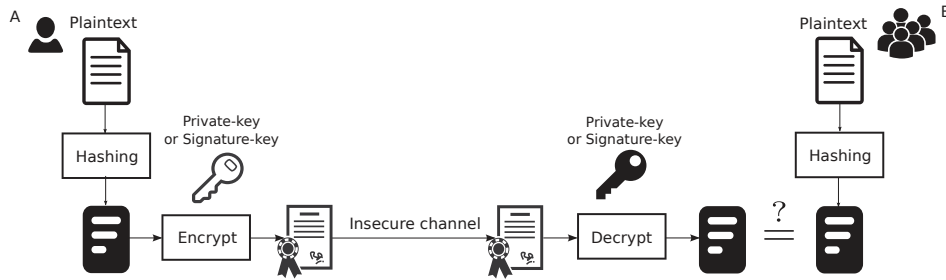 A
Plaintext
Hashing
Private-key
or Signature-key
Encrypt
Insecure channel
Private-key
or Signature-key
Decrypt
?
=
Plaintext
B
Hashing